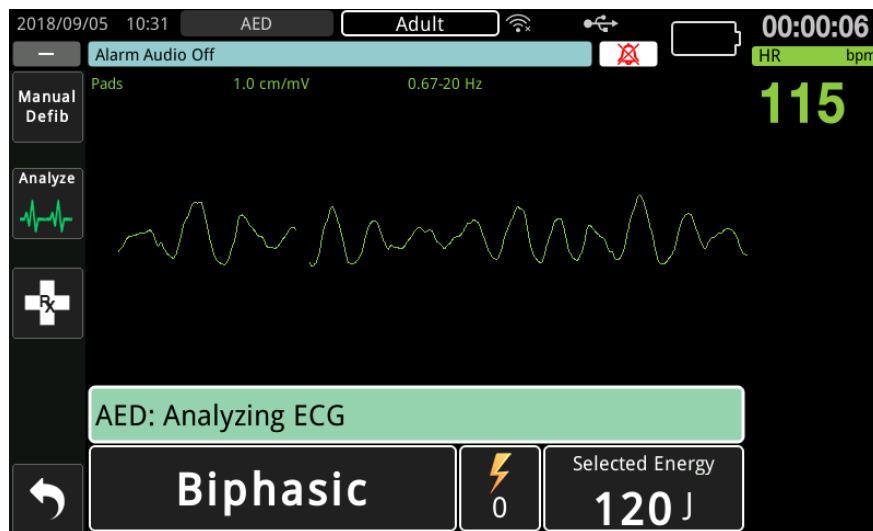 2018/09/05 10:31 AED Adult 00:00:06
Alarm Audio Off
HR bpm
115
Pads 1.0 cm/mV 0.67-20 Hz
Manual
Defib
Analyze
Rx
AED: Analyzing ECG
Biphasic
0
Selected Energy
120 J